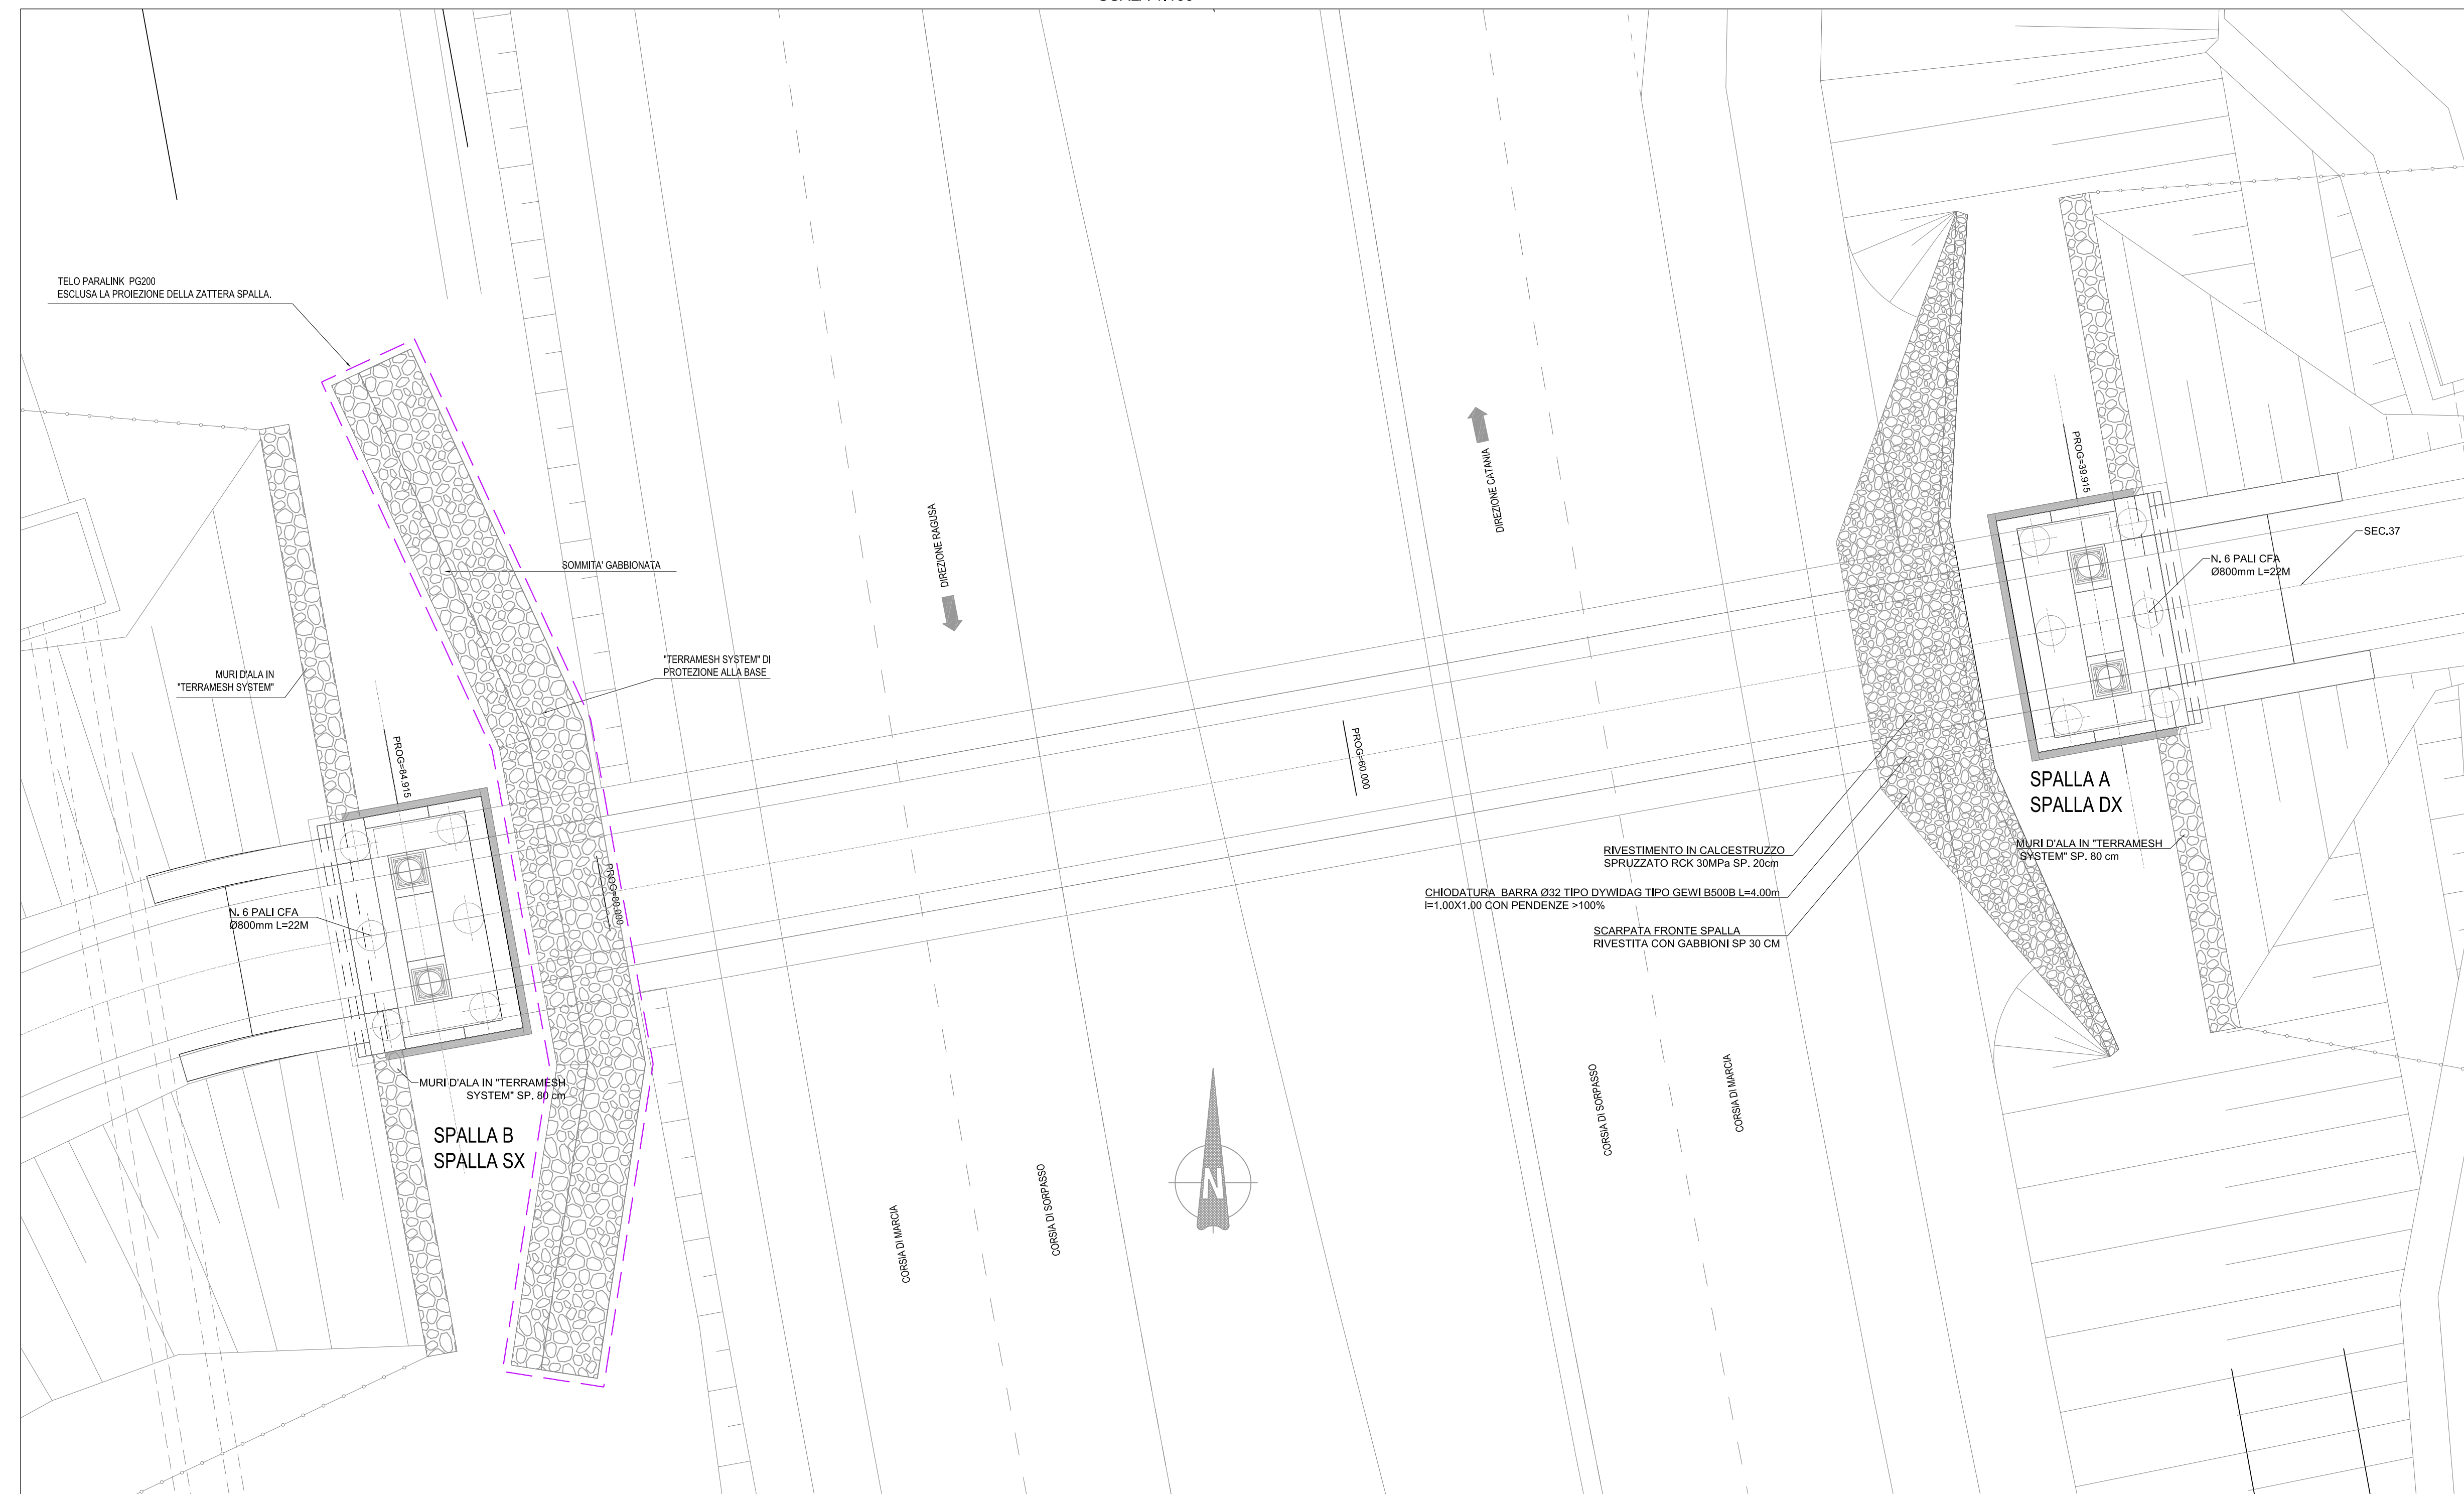 TELO PARALINK PG200
ESCLUSA LA PROIEZIONE DELLA ZATTERA SPALLA.
SOMMITA' GABBIONATA
"TERRAMESH SYSTEM" DI
PROTEZIONE ALLA BASE
MURI D'ALA IN
"TERRAMESH SYSTEM"
PROG=84.915
N. 6 PALI CFA
Ø800mm L=22M
PROG=80.000
MURI D'ALA IN "TERRAMESH
SYSTEM" SP. 80 cm
SPALLA B
SPALLA SX
DIREZIONE RAGUSA
CORSIA DI MARCIA
CORSIA DI SORPASSO
N
PROG=60.000
DIREZIONE CATANIA
CORSIA DI SORPASSO
CORSIA DI MARCIA
RIVESTIMENTO IN CALCESTRUZZO
SPRUZZATO RCK 30MPa SP. 20cm
CHIODATURA BARRA Ø32 TIPO DYWIDAG TIPO GEWI B500B L=4.00m
i=1.00X1.00 CON PENDENZE >100%
SCARPATA FRONTE SPALLA
RIVESTITA CON GABBIONI SP 30 CM
PROG=39.915
SEC.37
N. 6 PALI CFA
Ø800mm L=22M
SPALLA A
SPALLA DX
MURI D'ALA IN "TERRAMESH
SYSTEM" SP. 80 cm